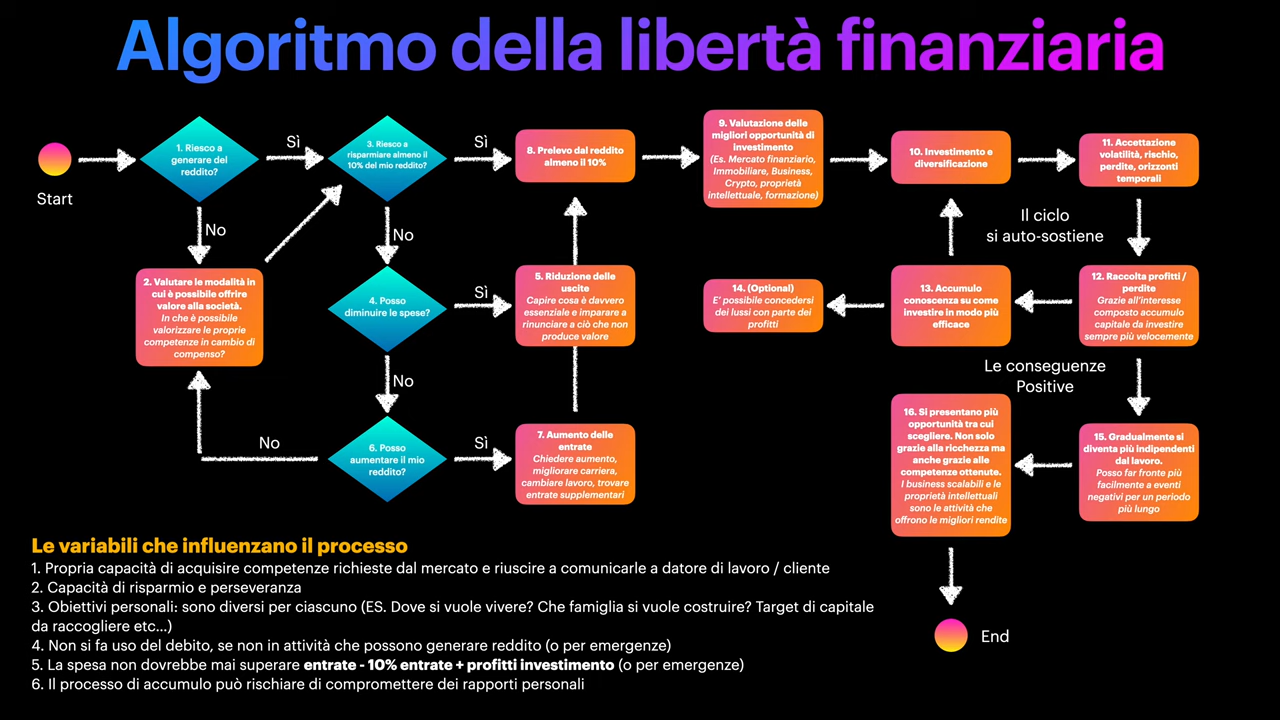 Algoritmo della libertà finanziaria
Start
1. Riesco a
generare del
reddito?
Sì
No
2. Valutare le modalità in
cui è possibile offrire
valore alla società.
In che è possibile
valorizzare le proprie
competenze in cambio di
compenso?
3. Riesco a
risparmiare almeno il
10% del mio reddito?
Sì
No
4. Posso
diminuire le spese?
Sì
No
5. Riduzione delle
uscite
Capire cosa è davvero
essenziale e imparare a
rinunciare a ciò che non
produce valore
6. Posso
aumentare il mio
reddito?
No
Sì
7. Aumento delle
entrate
Chiedere aumento,
migliorare carriera,
cambiare lavoro, trovare
entrate supplementari
8. Prelevo dal reddito
almeno il 10%
9. Valutazione delle
migliori opportunità di
investimento
(Es. Mercato finanziario,
Immobiliare, Business,
Crypto, proprietà
intellettuale, formazione)
10. Investimento e
diversificazione
11. Accettazione
volatilità, rischio,
perdite, orizzonti
temporali
Il ciclo
si auto-sostiene
12. Raccolta profitti /
perdite
Grazie all'interesse
composto accumulo
capitale da investire
sempre più velocemente
13. Accumulo
conoscenza su come
investire in modo più
efficace
14. (Optional)
E' possibile concedersi
dei lussi con parte dei
profitti
Le conseguenze
Positive
15. Gradualmente si
diventa più indipendenti
dal lavoro.
Posso far fronte più
facilmente a eventi
negativi per un periodo
più lungo
16. Si presentano più
opportunità tra cui
scegliere. Non solo
grazie alla ricchezza ma
anche grazie alle
competenze ottenute.
I business scalabili e le
proprietà intellettuali
sono le attività che
offrono le migliori rendite
End
Le variabili che influenzano il processo
1. Propria capacità di acquisire competenze richieste dal mercato e riuscire a comunicarle a datore di lavoro / cliente
2. Capacità di risparmio e perseveranza
3. Obiettivi personali: sono diversi per ciascuno (ES. Dove si vuole vivere? Che famiglia si vuole costruire? Target di capitale
da raccogliere etc...)
4. Non si fa uso del debito, se non in attività che possono generare reddito (o per emergenze)
5. La spesa non dovrebbe mai superare entrate - 10% entrate + profitti investimento (o per emergenze)
6. Il processo di accumulo può rischiare di compromettere dei rapporti personali